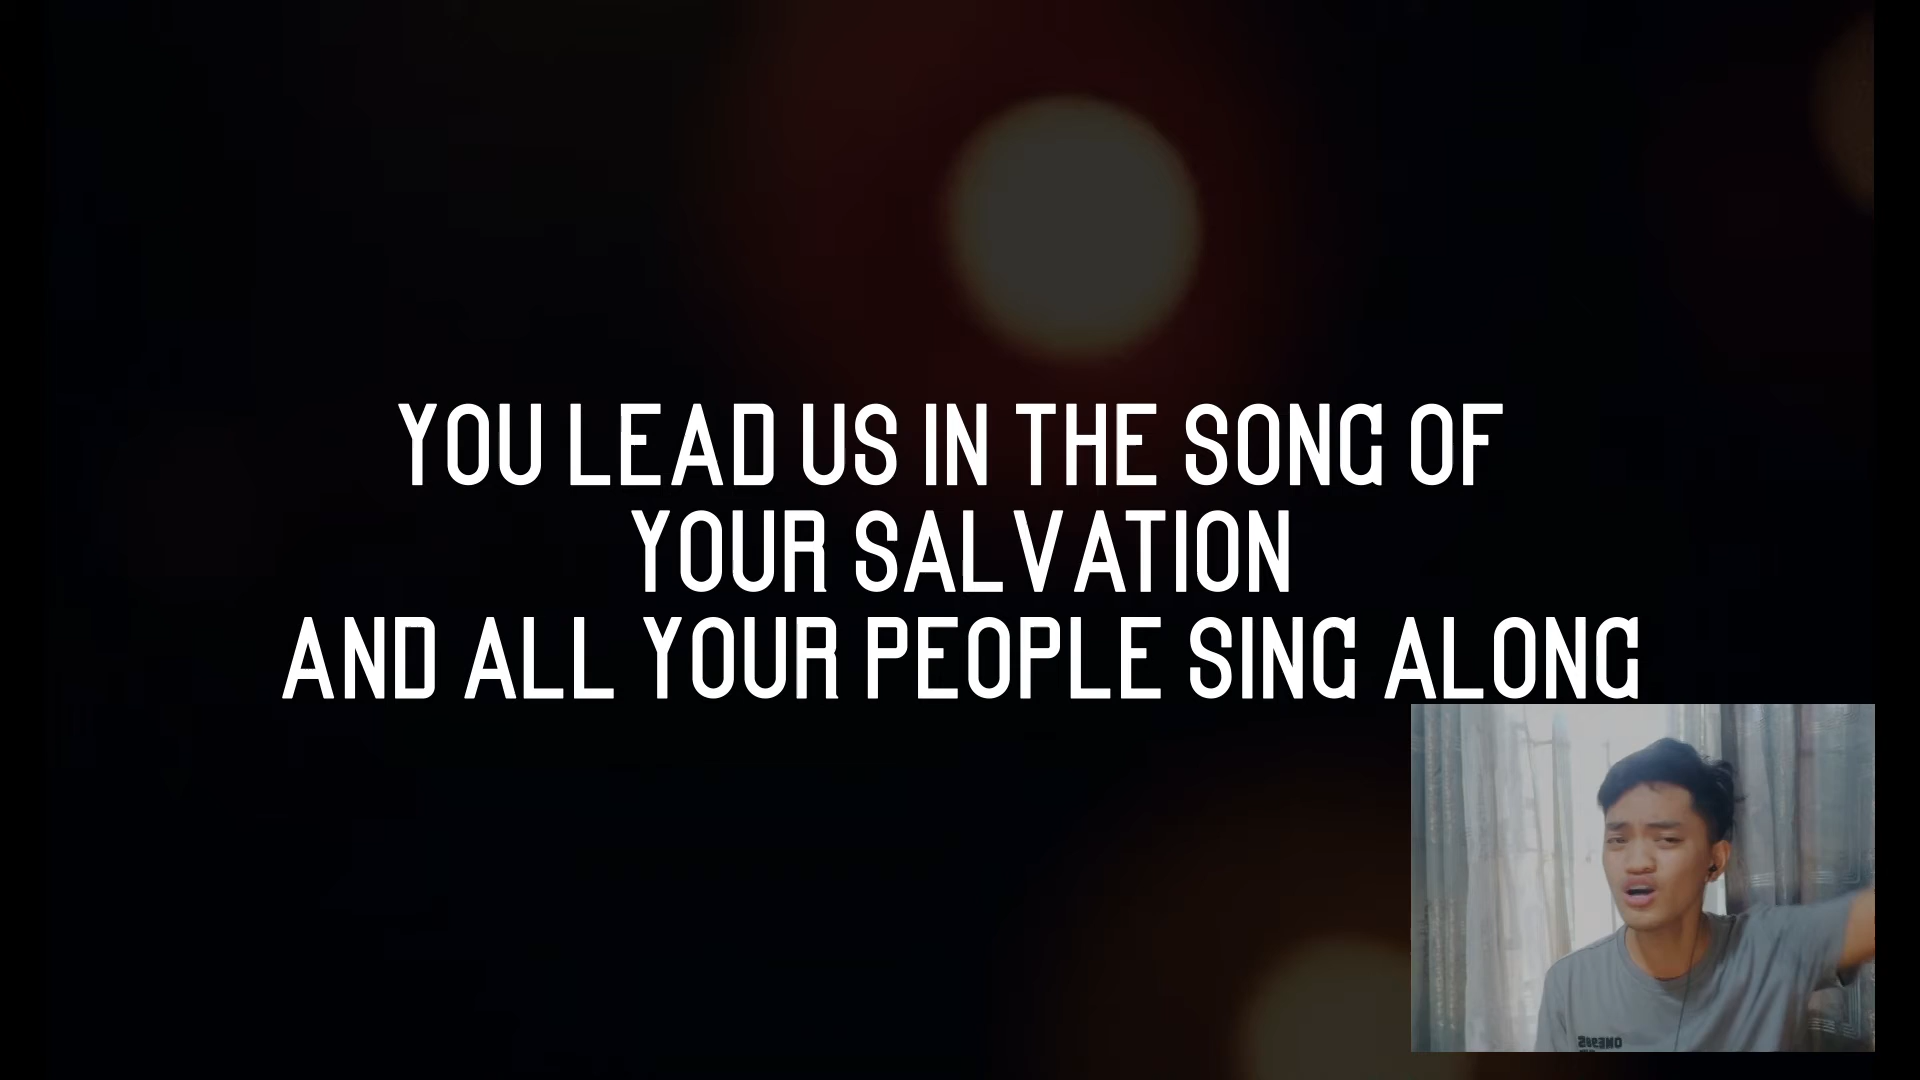 YOU LEAD US IN THE SONG OF
YOUR SALVATION
AND ALL YOUR PEOPLE SING ALONG